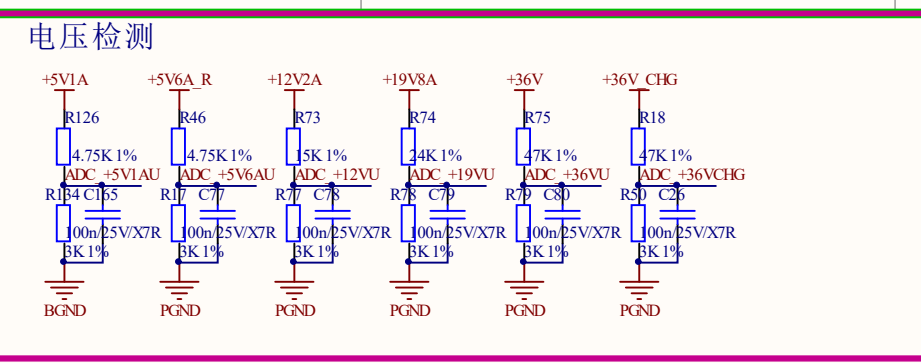 电压检测
+5V1A +5V6A_R +12V2A +19V8A +36V +36V_CHG
R126 R46 R73 R74 R75 R18
4.75K 1% 4.75K 1% 15K 1% 24K 1% 47K 1% 47K 1%
ADC_+5V1AU ADC_+5V6AU ADC_+12VU ADC_+19VU ADC_+36VU ADC_+36VCHG
R134 C165 R17 C77 R77 C78 R78 C79 R79 C80 R50 C26
100n/25V/X7R 100n/25V/X7R 100n/25V/X7R 100n/25V/X7R 100n/25V/X7R 100n/25V/X7R
3K 1% 3K 1% 3K 1% 3K 1% 3K 1% 3K 1%
BGND PGND PGND PGND PGND PGND